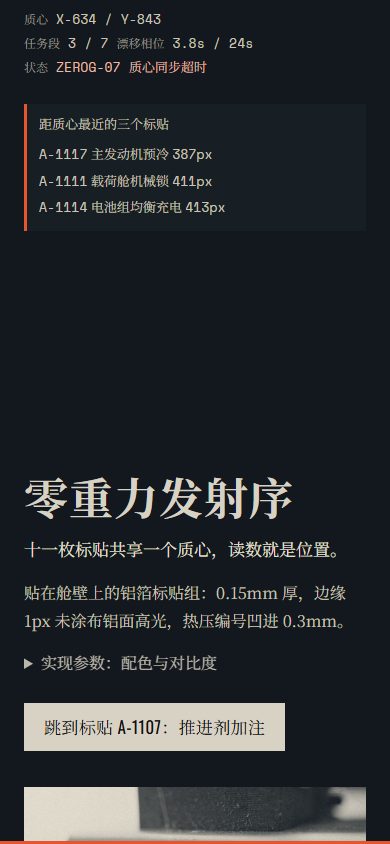 质心 X-634 / Y-843
任务段 3 / 7 漂移相位 3.8s / 24s
状态 ZEROG-07 质心同步超时
距质心最近的三个标贴
A-1117 主发动机预冷 387px
A-1111 载荷舱机械锁 411px
A-1114 电池组均衡充电 413px
零重力发射序
十一枚标贴共享一个质心，读数就是位置。
贴在舱壁上的铝箔标贴组：0.15mm 厚，边缘
1px 未涂布铝面高光，热压编号凹进 0.3mm。
▶ 实现参数：配色与对比度
跳到标贴 A-1107：推进剂加注